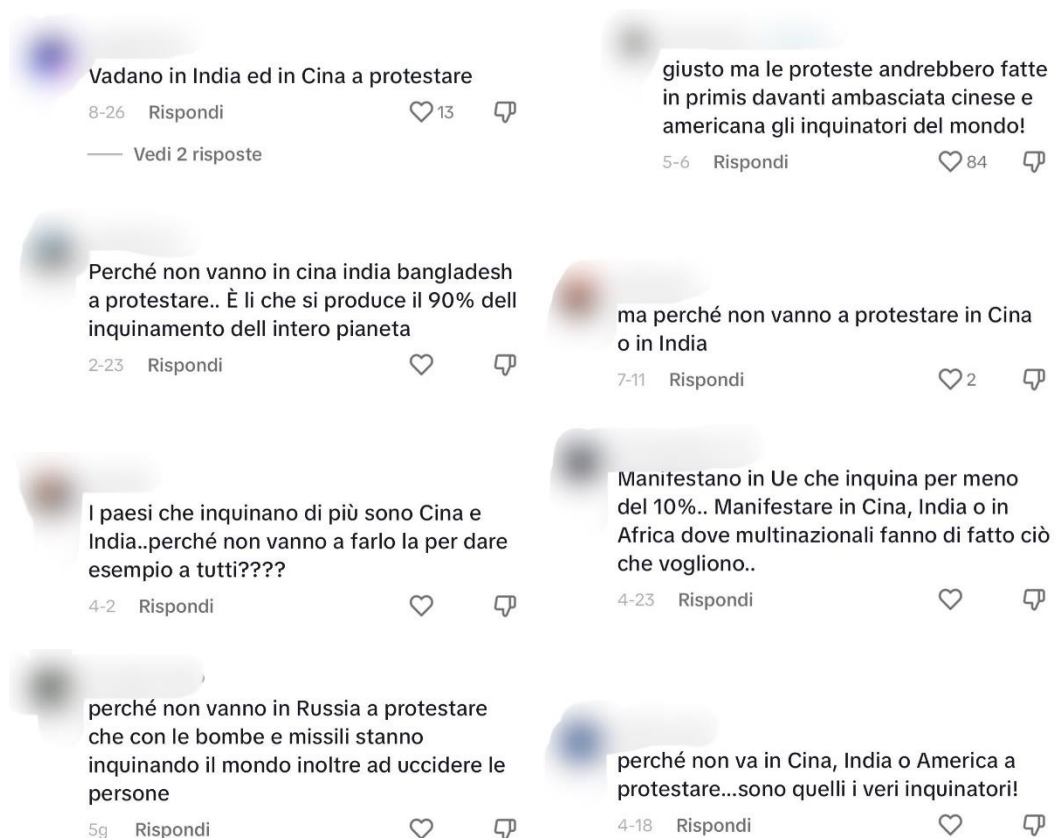 Vadano in India ed in Cina a protestare
8-26 Rispondi 13
Vedi 2 risposte
Perché non vanno in cina india bangladesh
a protestare.. È li che si produce il 90% dell
inquinamento dell intero pianeta
2-23 Rispondi
I paesi che inquinano di più sono Cina e
India..perché non vanno a farlo la per dare
esempio a tutti????
4-2 Rispondi
perché non vanno in Russia a protestare
che con le bombe e missili stanno
inquinando il mondo inoltre ad uccidere le
persone
5g Rispondi
giusto ma le proteste andrebbero fatte
in primis davanti ambasciata cinese e
americana gli inquinatori del mondo!
5-6 Rispondi 84
ma perché non vanno a protestare in Cina
o in India
7-11 Rispondi 2
Manifestano in Ue che inquina per meno
del 10%.. Manifestare in Cina, India o in
Africa dove multinazionali fanno di fatto ciò
che vogliono..
4-23 Rispondi
perché non va in Cina, India o America a
protestare...sono quelli i veri inquinatori!
4-18 Rispondi